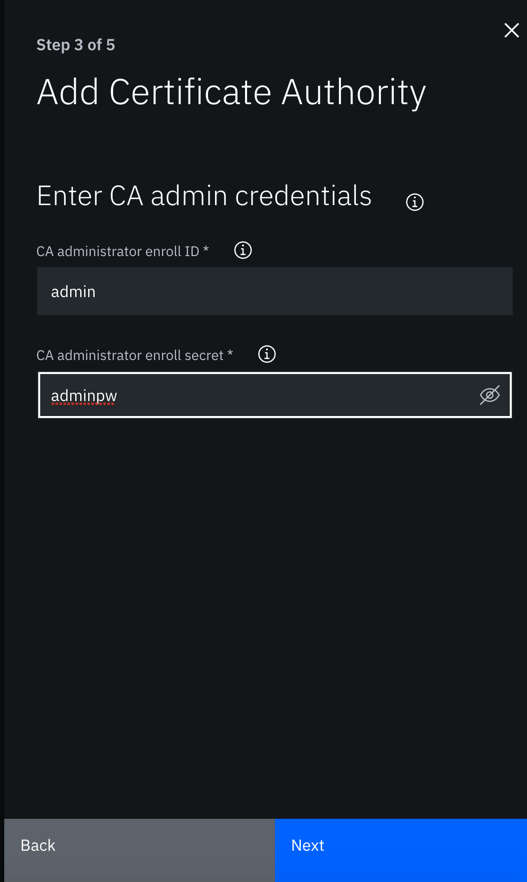 Step 3 of 5
Add Certificate Authority
Enter CA admin credentials
CA administrator enroll ID *
admin
CA administrator enroll secret *
adminpw
Back
Next